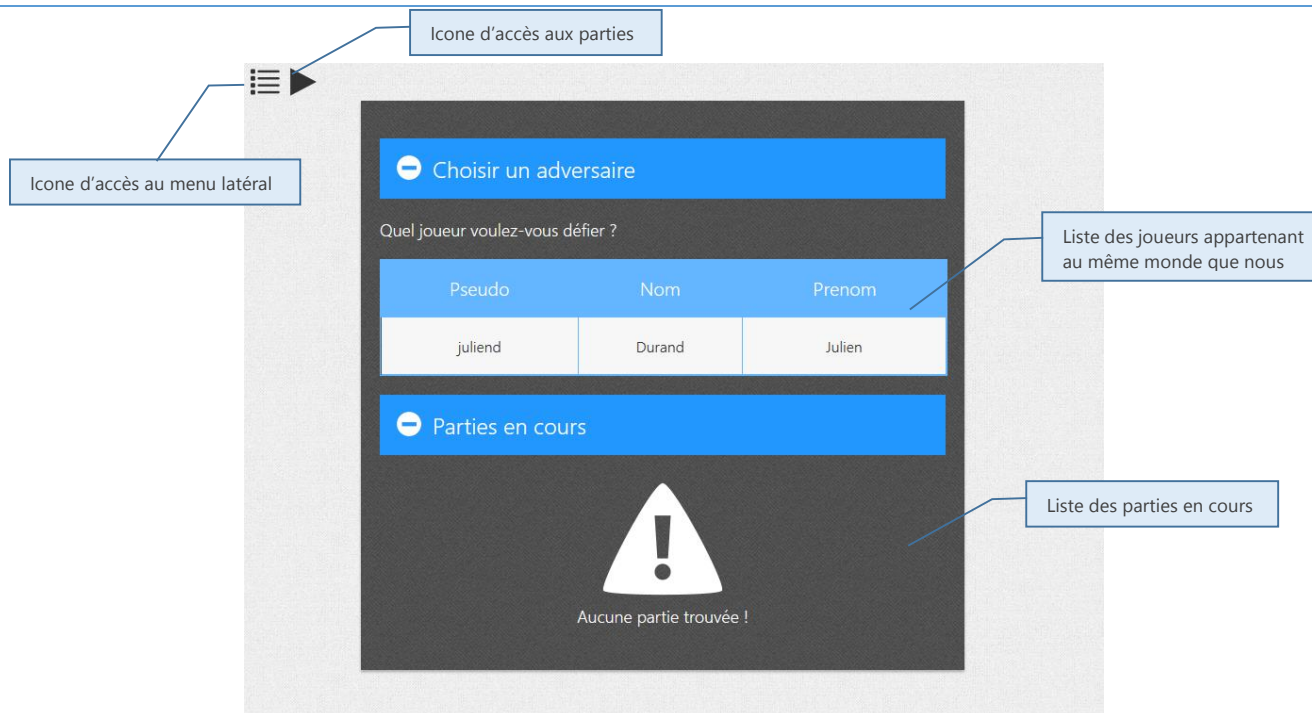 Icone d'accès aux parties
Icone d'accès au menu latéral
Choisir un adversaire
Quel joueur voulez-vous défier ?
Liste des joueurs appartenant
au même monde que nous
Pseudo Nom Prenom
juliend Durand Julien
Parties en cours
Liste des parties en cours
Aucune partie trouvée !